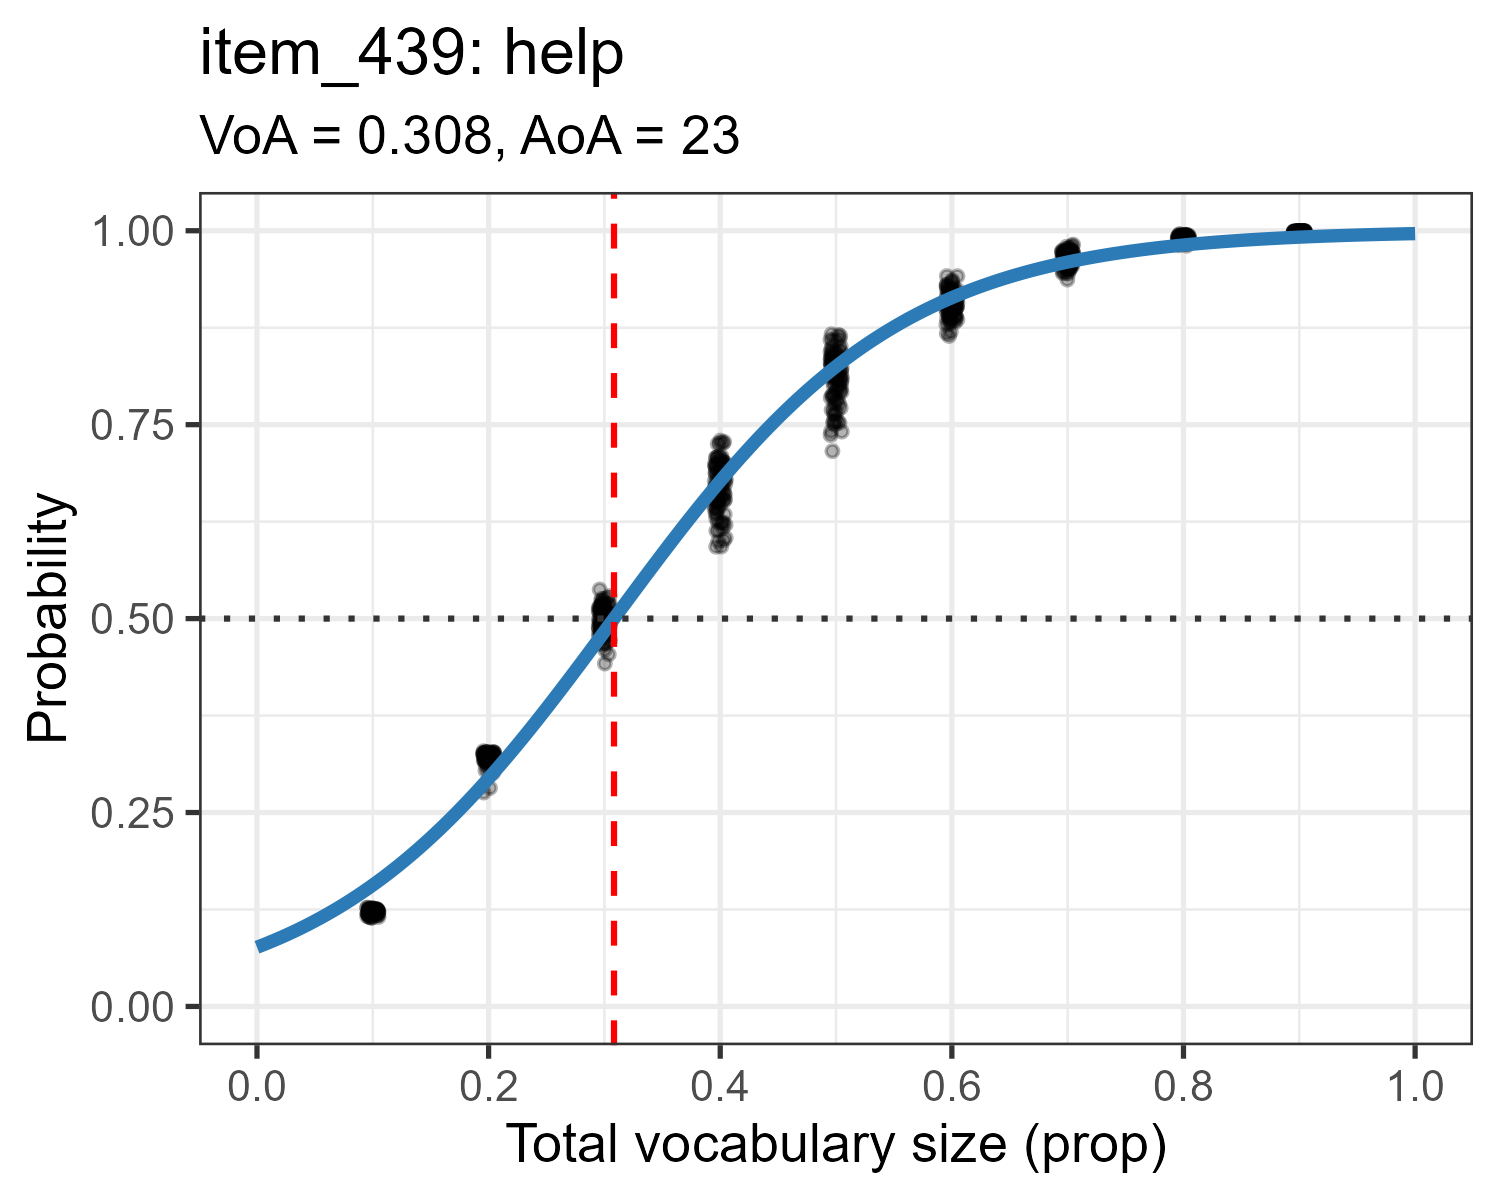 item_439: help
VoA = 0.308, AoA = 23
1.00
0.75
0.50
0.25
0.00
Probability
0.0 0.2 0.4 0.6 0.8 1.0
Total vocabulary size (prop)